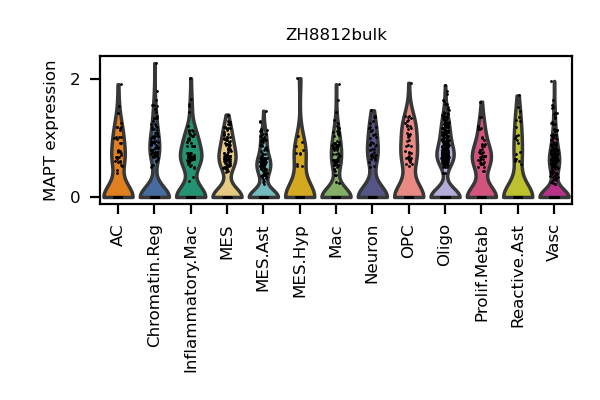 ZH8812bulk
MAPT expression
2
0
AC
Chromatin.Reg
Inflammatory.Mac
MES
MES.Ast
MES.Hyp
Mac
Neuron
OPC
Oligo
Prolif.Metab
Reactive.Ast
Vasc